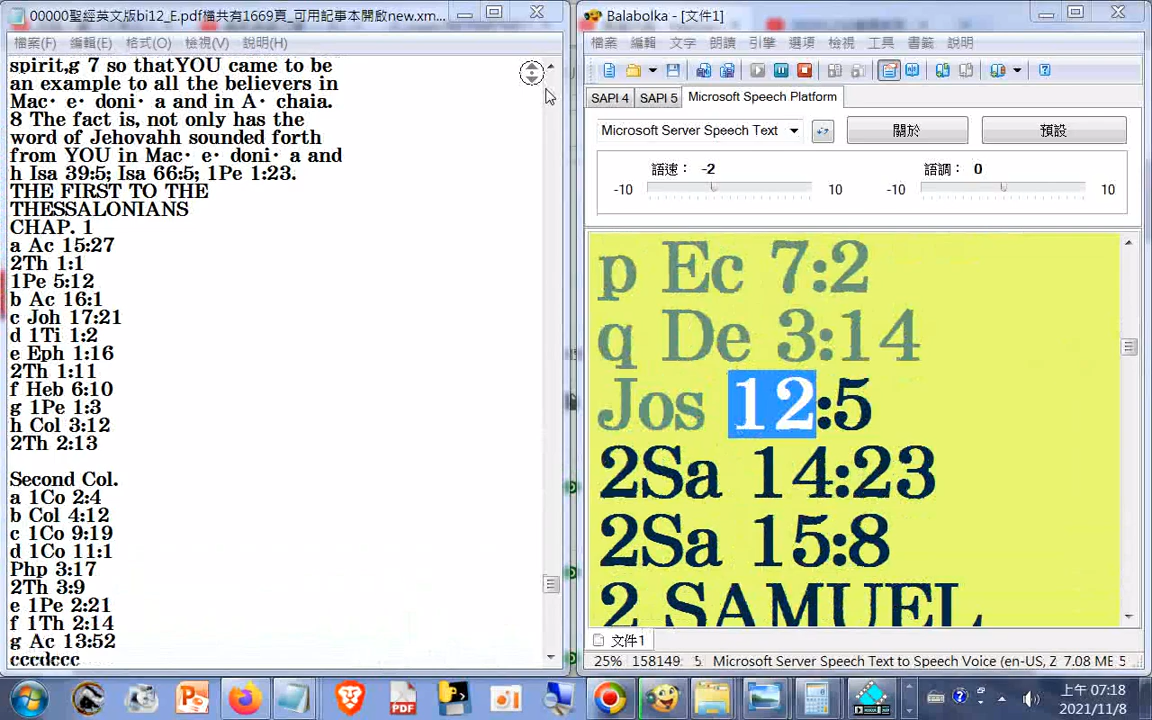 00000聖經英文版bi12_E.pdf檔共有1669頁_可用記事本開啟new.xm...
檔案(F) 編輯(E) 格式(O) 檢視(V) 說明(H)
spirit,g 7 so thatYOU came to be
an example to all the believers in
Mac· e· doni· a and in A· chaia.
8 The fact is, not only has the
word of Jehovahh sounded forth
from YOU in Mac· e· doni· a and
h Isa 39:5; Isa 66:5; 1Pe 1:23.
THE FIRST TO THE
THESSALONIANS
CHAP. 1
a Ac 15:27
2Th 1:1
1Pe 5:12
b Ac 16:1
c Joh 17:21
d 1Ti 1:2
e Eph 1:16
2Th 1:11
f Heb 6:10
g 1Pe 1:3
h Col 3:12
2Th 2:13
Second Col.
a 1Co 2:4
b Col 4:12
c 1Co 9:19
d 1Co 11:1
Php 3:17
2Th 3:9
e 1Pe 2:21
f 1Th 2:14
g Ac 13:52
cccdccc
Balabolka - [文件1]
檔案 編輯 文字 朗讀 引擎 選項 檢視 工具 書籤 說明
SAPI 4 SAPI 5 Microsoft Speech Platform
Microsoft Server Speech Text 關於 預設
語速： -2 語調： 0
-10 10 -10 10
p Ec 7:2
q De 3:14
Jos 12:5
2Sa 14:23
2Sa 15:8
2 SAMUEL
文件1
25% 158149: 5. Microsoft Server Speech Text to Speech Voice (en-US, Z 7.08 MB 5
上午 07:18
2021/11/8